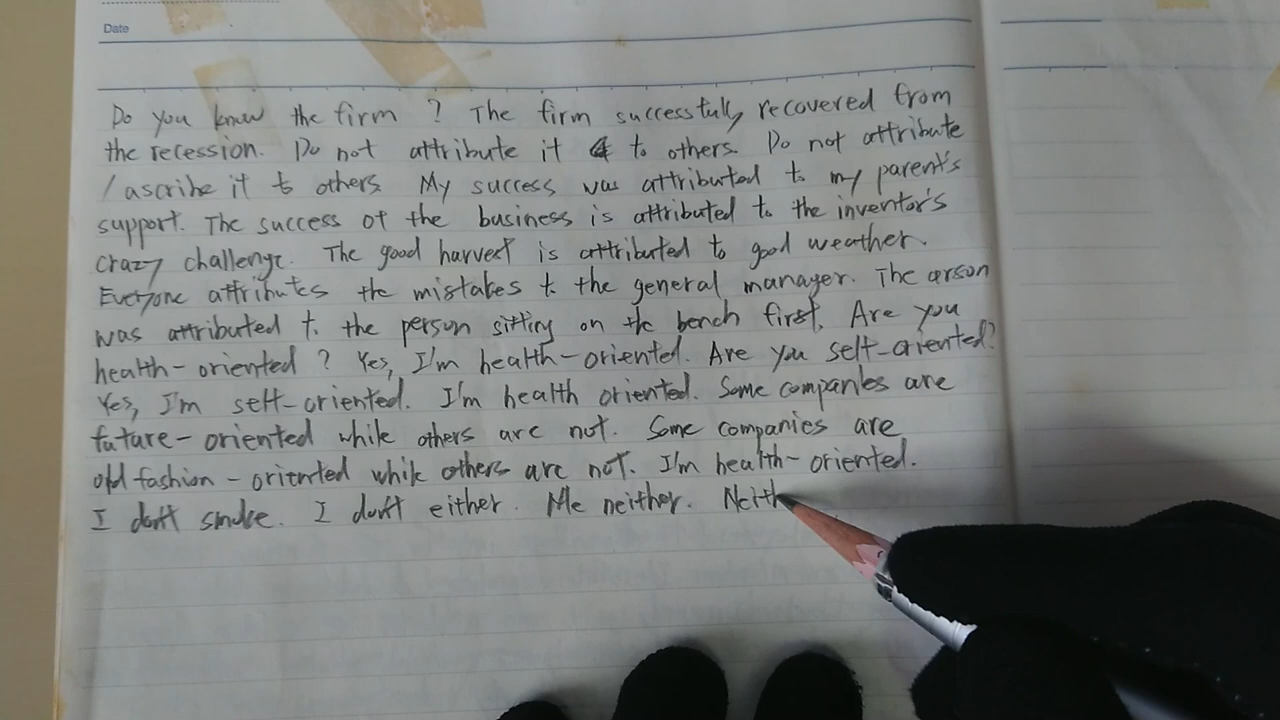 Date
Do you know the firm ? The firm successfully recovered from
the recession. Do not attribute it to others. Do not attribute
/ ascribe it to others. My success was attributed to my parent's
support. The success of the business is attributed to the inventor's
crazy challenge. The good harvest is attributed to good weather.
Everyone attributes the mistakes to the general manager. The arson
was attributed to the person sitting on the bench first. Are you
health-oriented ? Yes, I'm health-oriented. Are you self-oriented?
Yes, I'm self-oriented. I'm health oriented. Some companies are
future-oriented while others are not. Some companies are
old fashion-oriented while others are not. I'm health-oriented.
I don't smoke. I don't either. Me neither. Neith